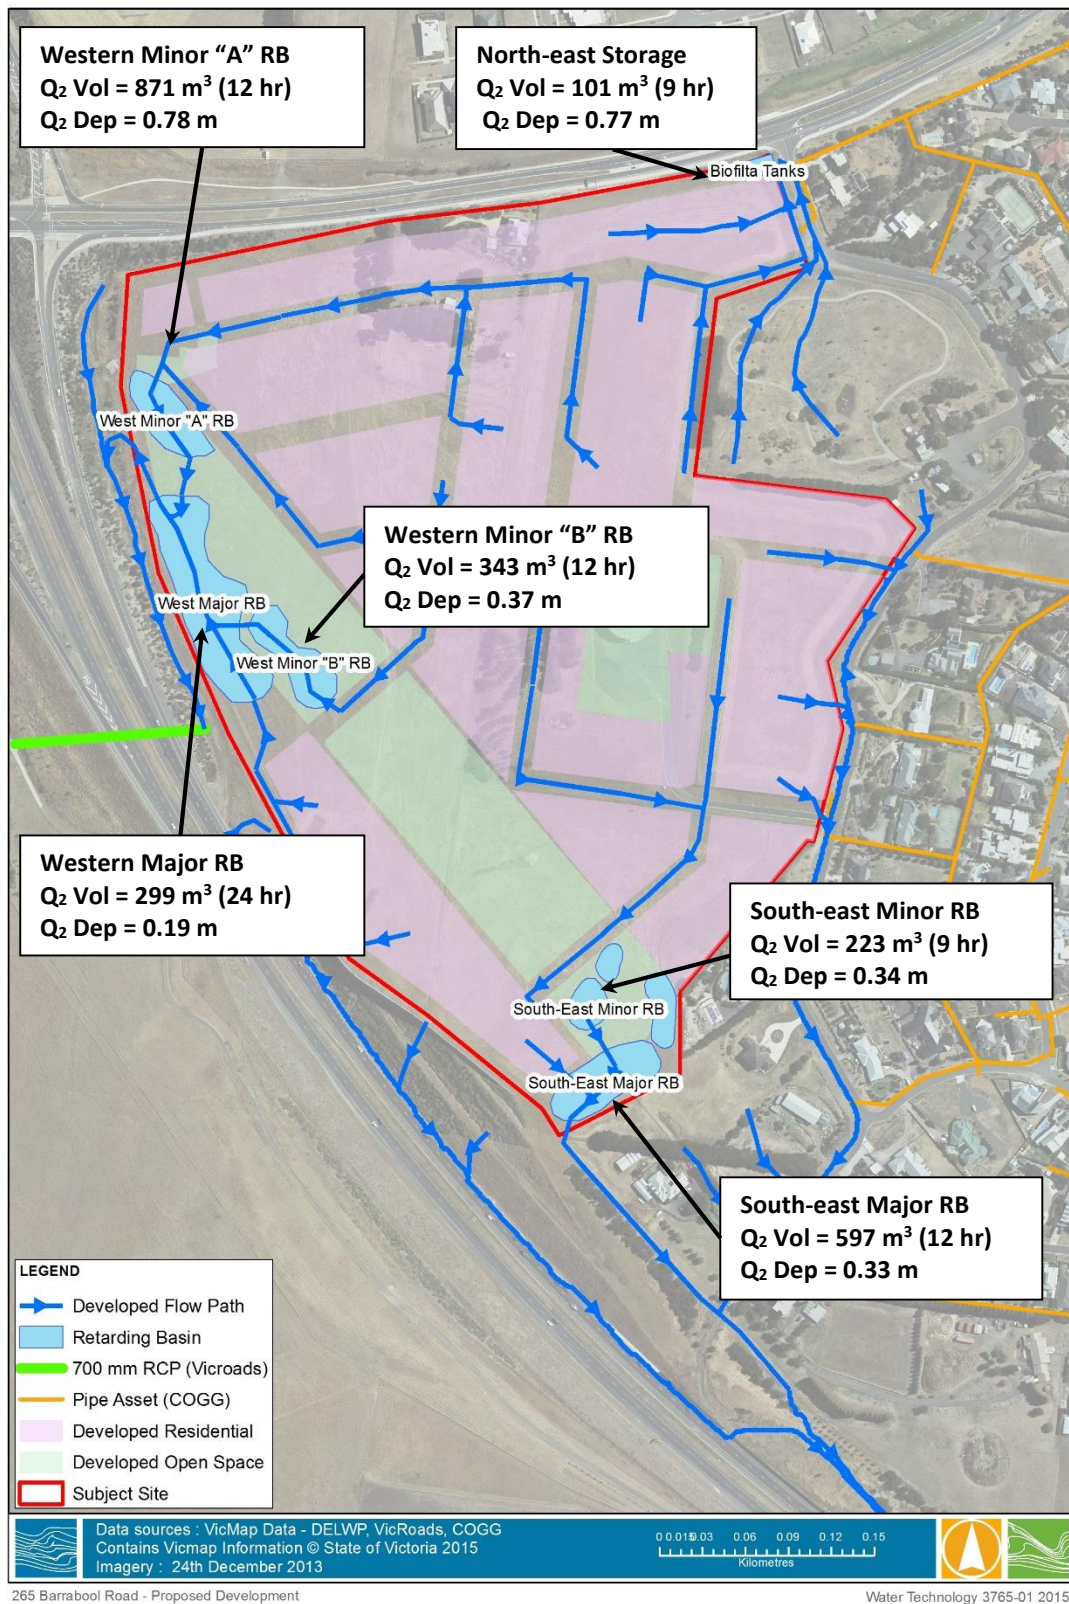 Western Minor “A” RB
Q₂ Vol = 871 m³ (12 hr)
Q₂ Dep = 0.78 m
North-east Storage
Q₂ Vol = 101 m³ (9 hr)
Q₂ Dep = 0.77 m
Biofilta Tanks
West Minor "A" RB
Western Minor “B” RB
Q₂ Vol = 343 m³ (12 hr)
Q₂ Dep = 0.37 m
West Major RB
West Minor "B" RB
Western Major RB
Q₂ Vol = 299 m³ (24 hr)
Q₂ Dep = 0.19 m
South-east Minor RB
Q₂ Vol = 223 m³ (9 hr)
Q₂ Dep = 0.34 m
South-East Minor RB
South-East Major RB
South-east Major RB
Q₂ Vol = 597 m³ (12 hr)
Q₂ Dep = 0.33 m
LEGEND
Developed Flow Path
Retarding Basin
700 mm RCP (Vicroads)
Pipe Asset (COGG)
Developed Residential
Developed Open Space
Subject Site
Data sources : VicMap Data - DELWP, VicRoads, COGG
Contains Vicmap Information © State of Victoria 2015
Imagery : 24th December 2013
0 0.015 0.03 0.06 0.09 0.12 0.15
Kilometres
265 Barrabool Road - Proposed Development
Water Technology 3765-01 2015